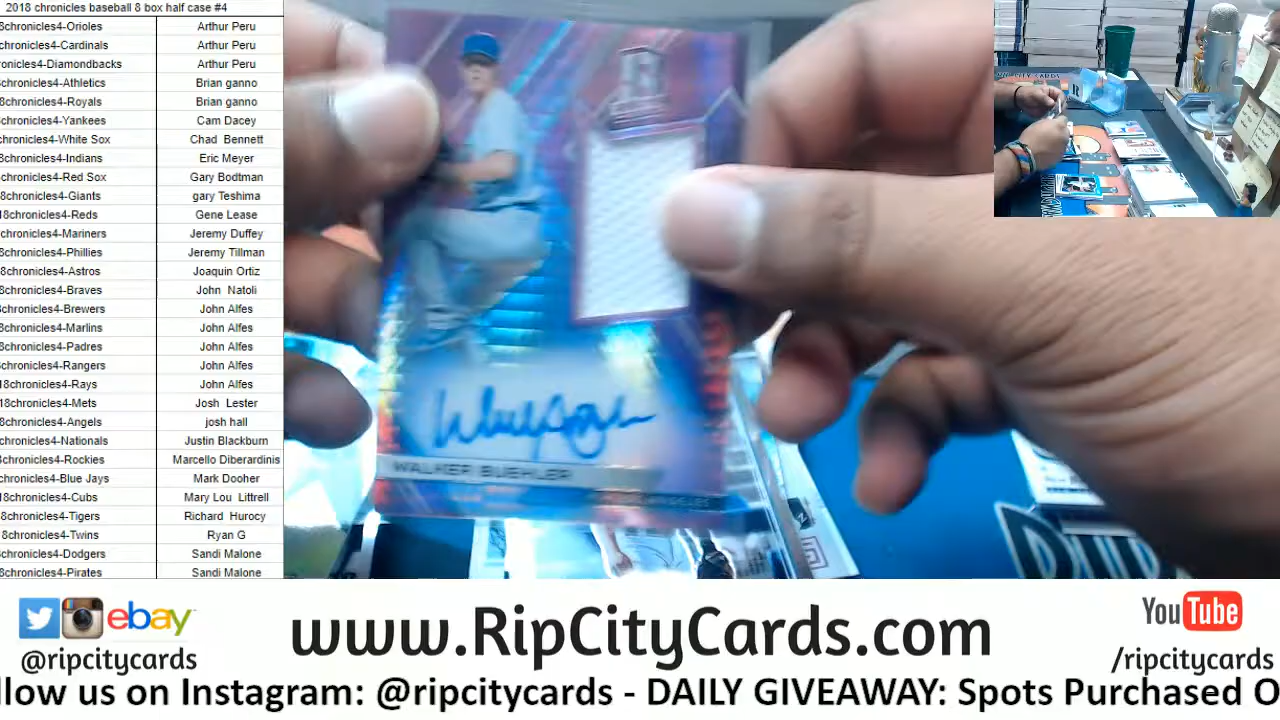 2018 chronicles baseball 8 box half case #4
8chronicles4-Orioles Arthur Peru
chronicles4-Cardinals Arthur Peru
ronicles4-Diamondbacks Arthur Peru
chronicles4-Athletics Brian ganno
8chronicles4-Royals Brian ganno
chronicles4-Yankees Cam Dacey
hronicles4-White Sox Chad Bennett
8chronicles4-Indians Eric Meyer
chronicles4-Red Sox Gary Bodtman
8chronicles4-Giants gary Teshima
18chronicles4-Reds Gene Lease
chronicles4-Mariners Jeremy Duffey
chronicles4-Phillies Jeremy Tillman
8chronicles4-Astros Joaquin Ortiz
8chronicles4-Braves John Natoli
chronicles4-Brewers John Alfes
8chronicles4-Marlins John Alfes
8chronicles4-Padres John Alfes
8chronicles4-Rangers John Alfes
18chronicles4-Rays John Alfes
18chronicles4-Mets Josh Lester
8chronicles4-Angels josh hall
chronicles4-Nationals Justin Blackburn
8chronicles4-Rockies Marcello Diberardinis
chronicles4-Blue Jays Mark Dooher
18chronicles4-Cubs Mary Lou Littrell
8chronicles4-Tigers Richard Hurocy
8chronicles4-Twins Ryan G
chronicles4-Dodgers Sandi Malone
8chronicles4-Pirates Sandi Malone
WALKER BUEHLER
ebay
@ripcitycards
www.RipCityCards.com
YouTube
/ripcitycards
llow us on Instagram: @ripcitycards - DAILY GIVEAWAY: Spots Purchased O